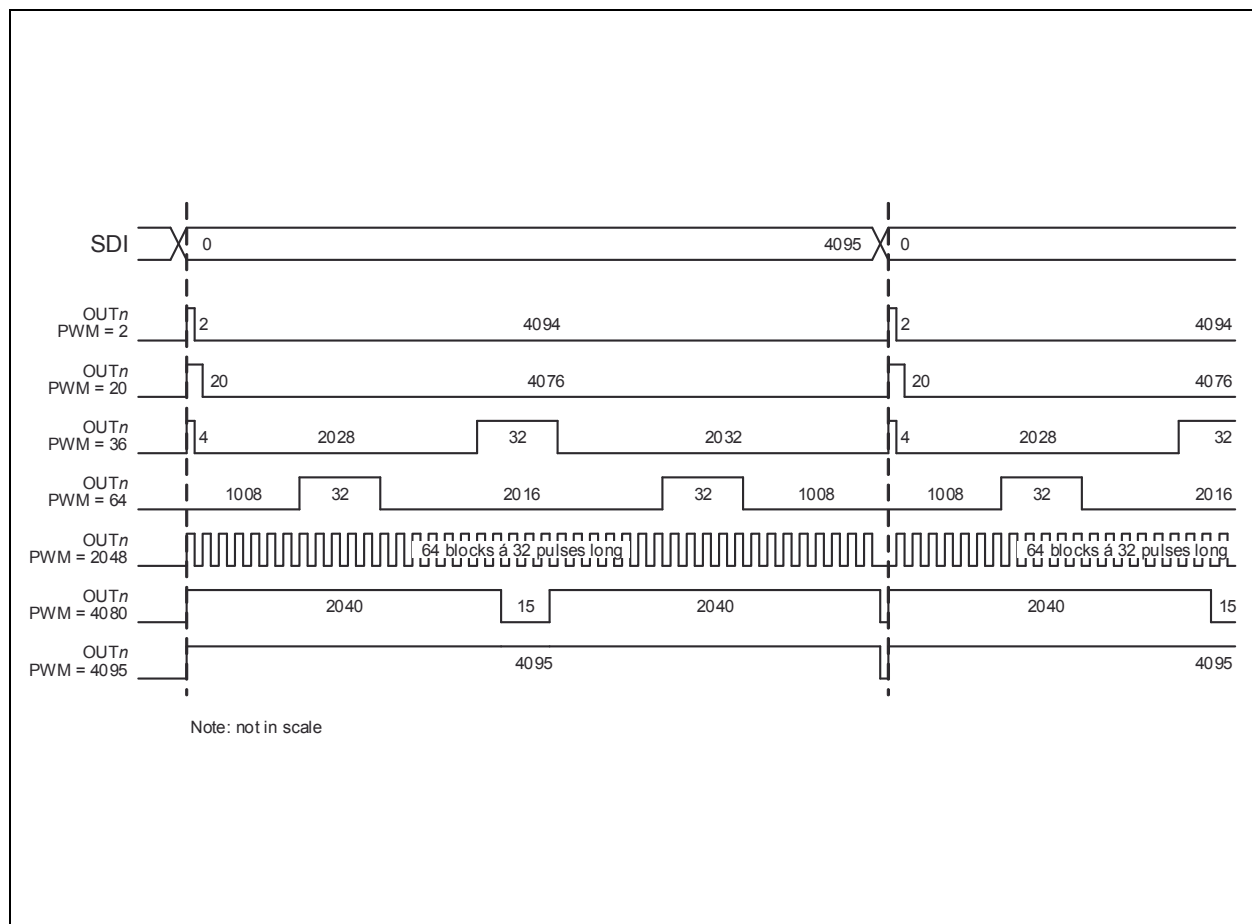 SDI 0 4095 0
OUTn
PWM = 2 2 4094 2 4094
OUTn
PWM = 20 20 4076 20 4076
OUTn
PWM = 36 4 2028 32 2032 4 2028 32
OUTn
PWM = 64 1008 32 2016 32 1008 1008 32 2016
OUTn
PWM = 2048 64 blocks á 32 pulses long 64 blocks á 32 pulses long
OUTn
PWM = 4080 2040 15 2040 2040 15
OUTn
PWM = 4095 4095 4095
Note: not in scale